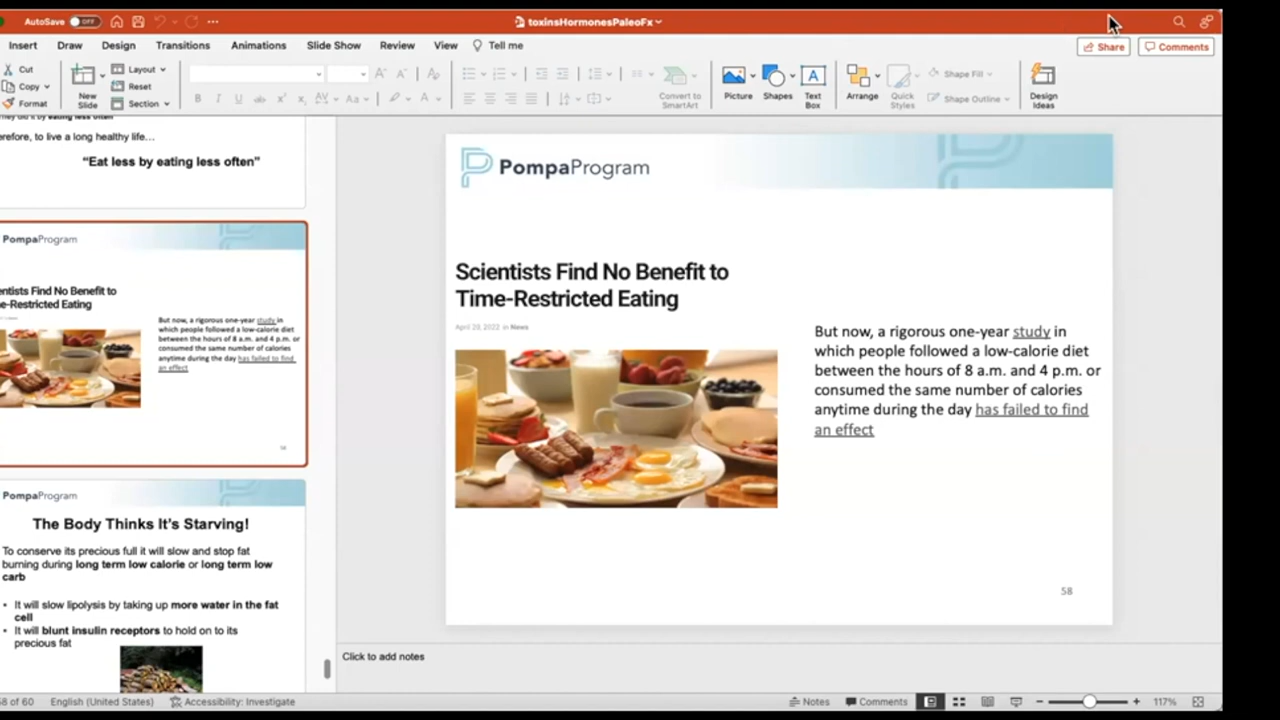 AutoSave OFF
toxinsHormonesPaleoFx
Insert Draw Design Transitions Animations Slide Show Review View Tell me
Share Comments
Cut
Copy
Format
New Slide
Layout
Reset
Section
Convert to SmartArt
Picture
Shapes
Text Box
Arrange
Quick Styles
Shape Fill
Shape Outline
Design Ideas
eating less often
erefore, to live a long healthy life…
“Eat less by eating less often”
PompaProgram
entists Find No Benefit to
e-Restricted Eating
But now, a rigorous one-year study in
which people followed a low-calorie diet
between the hours of 8 a.m. and 4 p.m. or
consumed the same number of calories
anytime during the day has failed to find
an effect
58
PompaProgram
The Body Thinks It’s Starving!
To conserve its precious full it will slow and stop fat
burning during long term low calorie or long term low
carb
• It will slow lipolysis by taking up more water in the fat
cell
• It will blunt insulin receptors to hold on to its
precious fat
PompaProgram
Scientists Find No Benefit to
Time-Restricted Eating
April 20, 2022 in News
But now, a rigorous one-year study in
which people followed a low-calorie diet
between the hours of 8 a.m. and 4 p.m. or
consumed the same number of calories
anytime during the day has failed to find
an effect
58
Click to add notes
58 of 60 English (United States) Accessibility: Investigate
Notes Comments 117%